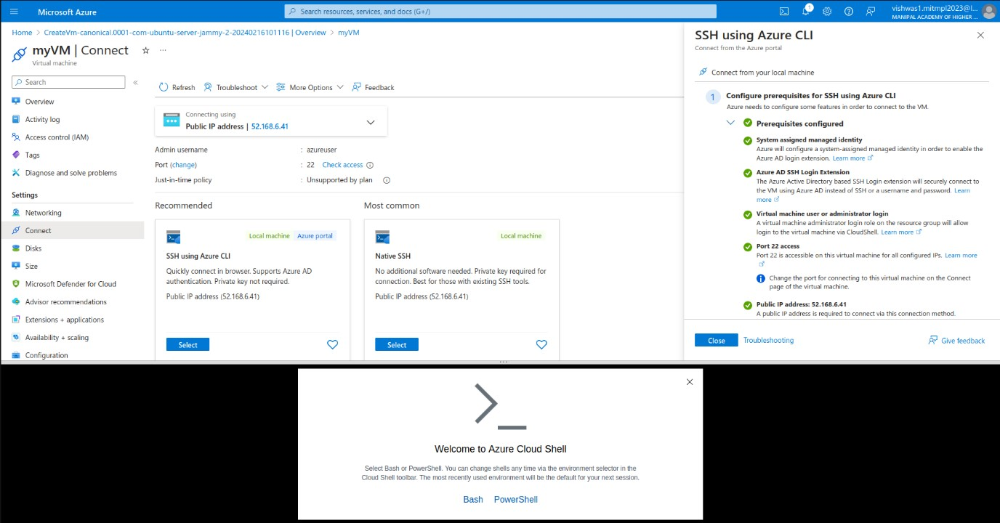 Microsoft Azure
Search resources, services, and docs (G+/)
1
vishwas1.mitmpl2023@l...
MANIPAL ACADEMY OF HIGHER ...
Home > CreateVm-canonical.0001-com-ubuntu-server-jammy-2-20240216101116 | Overview > myVM
myVM | Connect
Virtual machine
Search
Overview
Activity log
Access control (IAM)
Tags
Diagnose and solve problems
Settings
Networking
Connect
Disks
Size
Microsoft Defender for Cloud
Advisor recommendations
Extensions + applications
Availability + scaling
Configuration
Refresh
Troubleshoot
More Options
Feedback
Connecting using
Public IP address | 52.168.6.41
Admin username : azureuser
Port (change) : 22 Check access
Just-in-time policy : Unsupported by plan
Recommended
Local machine Azure portal
SSH using Azure CLI
Quickly connect in browser. Supports Azure AD
authentication. Private key not required.
Public IP address (52.168.6.41)
Select
Most common
Local machine
Native SSH
No additional software needed. Private key required for
connection. Best for those with existing SSH tools.
Public IP address (52.168.6.41)
Select
SSH using Azure CLI
Connect from the Azure portal
Connect from your local machine
1 Configure prerequisites for SSH using Azure CLI
Azure needs to configure some features in order to connect to the VM.
Prerequisites configured
System assigned managed identity
Azure will configure a system-assigned managed identity in order to enable the
Azure AD login extension. Learn more
Azure AD SSH Login Extension
The Azure Active Directory based SSH Login extension will securely connect to
the VM using Azure AD instead of SSH or a username and password. Learn
more
Virtual machine user or administrator login
A virtual machine administrator login role on the resource group will allow
login to the virtual machine via CloudShell. Learn more
Port 22 access
Port 22 is accessible on this virtual machine for all configured IPs. Learn more
Change the port for connecting to this virtual machine on the Connect
page of the virtual machine.
Public IP address: 52.168.6.41
A public IP address is required to connect via this connection method.
Close
Troubleshooting
Give feedback
Welcome to Azure Cloud Shell
Select Bash or PowerShell. You can change shells any time via the environment selector in the
Cloud Shell toolbar. The most recently used environment will be the default for your next session.
Bash PowerShell